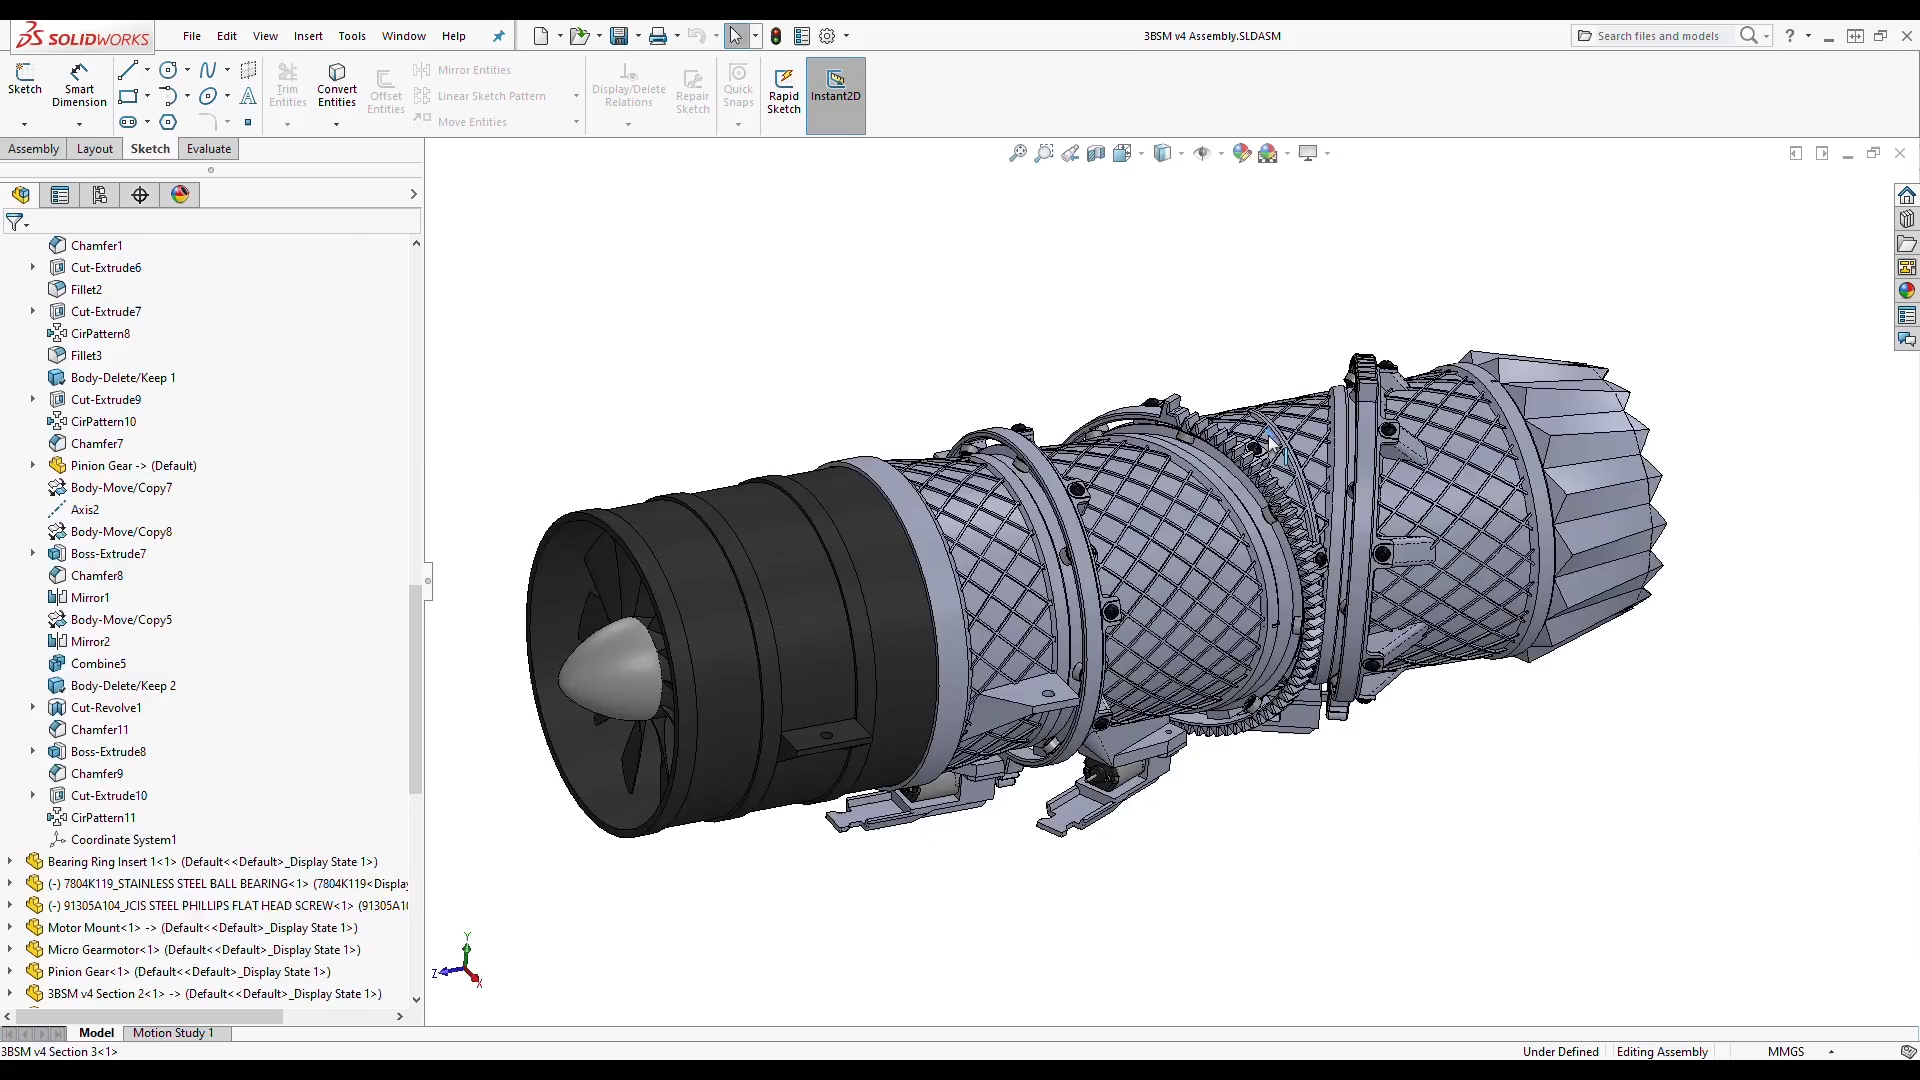 SOLIDWORKS
File Edit View Insert Tools Window Help
3BSM v4 Assembly.SLDASM
Search files and models
?
Sketch
Smart Dimension
Trim Entities
Convert Entities
Offset Entities
Mirror Entities
Linear Sketch Pattern
Move Entities
Display/Delete Relations
Repair Sketch
Quick Snaps
Rapid Sketch
Instant2D
Assembly Layout Sketch Evaluate
Chamfer1
Cut-Extrude6
Fillet2
Cut-Extrude7
CirPattern8
Fillet3
Body-Delete/Keep 1
Cut-Extrude9
CirPattern10
Chamfer7
Pinion Gear -> (Default)
Body-Move/Copy7
Axis2
Body-Move/Copy8
Boss-Extrude7
Chamfer8
Mirror1
Body-Move/Copy5
Mirror2
Combine5
Body-Delete/Keep 2
Cut-Revolve1
Chamfer11
Boss-Extrude8
Chamfer9
Cut-Extrude10
CirPattern11
Coordinate System1
Bearing Ring Insert 1<1> (Default<<Default>_Display State 1>)
(-) 7804K119_STAINLESS STEEL BALL BEARING<1> (7804K119<Display
(-) 91305A104_JCIS STEEL PHILLIPS FLAT HEAD SCREW<1> (91305A10
Motor Mount<1> -> (Default<<Default>_Display State 1>)
Micro Gearmotor<1> (Default<<Default>_Display State 1>)
Pinion Gear<1> (Default<<Default>_Display State 1>)
3BSM v4 Section 2<1> -> (Default<<Default>_Display State 1>)
Y
Z
X
Model Motion Study 1
3BSM v4 Section 3<1>
Under Defined Editing Assembly MMGS